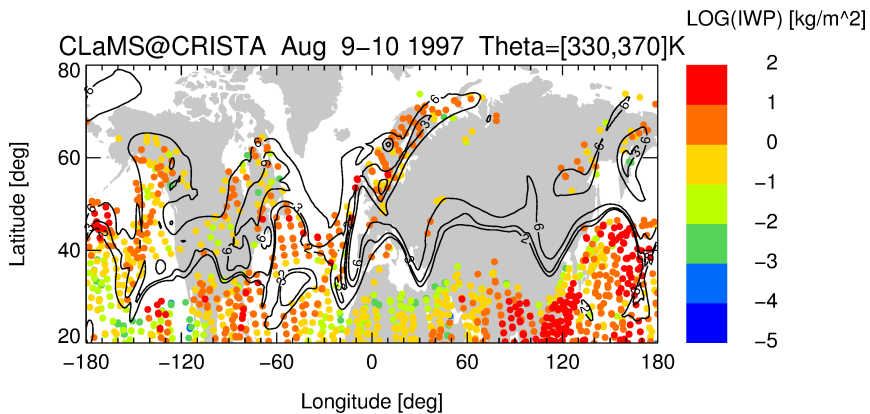 LOG(IWP) [kg/m^2]
CLaMS@CRISTA Aug 9−10 1997 Theta=[330,370]K
80
60
40
20
Latitude [deg]
−180 −120 −60 0 60 120 180
Longitude [deg]
2
1
0
−1
−2
−3
−4
−5